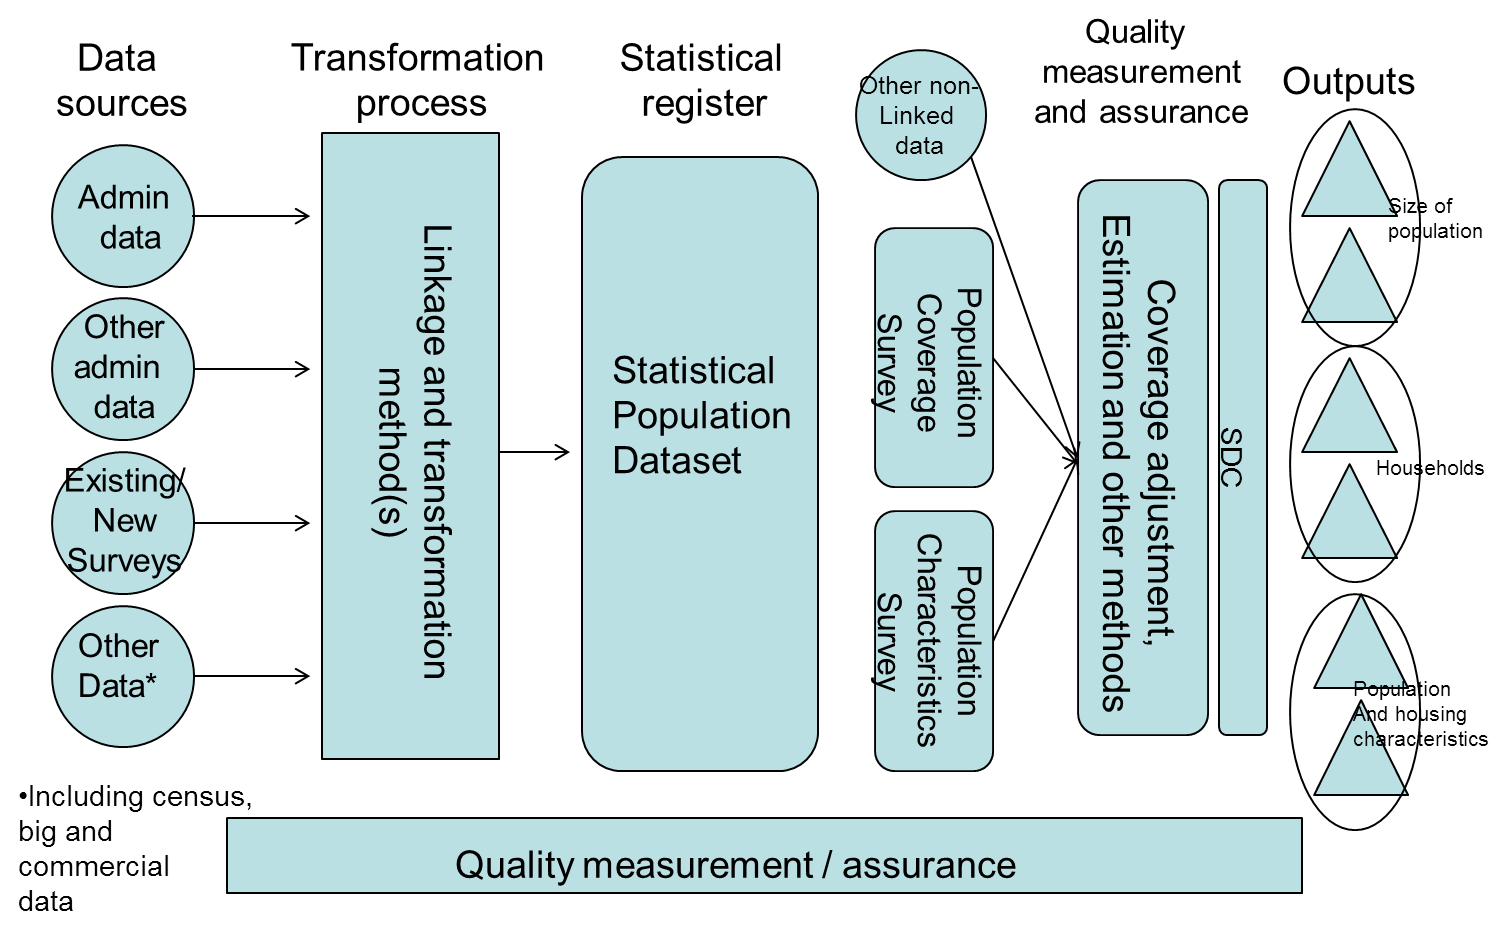 Data
sources
Transformation
process
Statistical
register
Quality
measurement
and assurance
Outputs
Admin
data
Other
admin
data
Existing/
New
Surveys
Other
Data*
•Including census,
big and
commercial
data
Linkage and transformation
method(s)
Statistical
Population
Dataset
Other non-
Linked
data
Population
Coverage
Survey
Population
Characteristics
Survey
Coverage adjustment,
Estimation and other methods
SDC
Size of
population
Households
Population
And housing
characteristics
Quality measurement / assurance